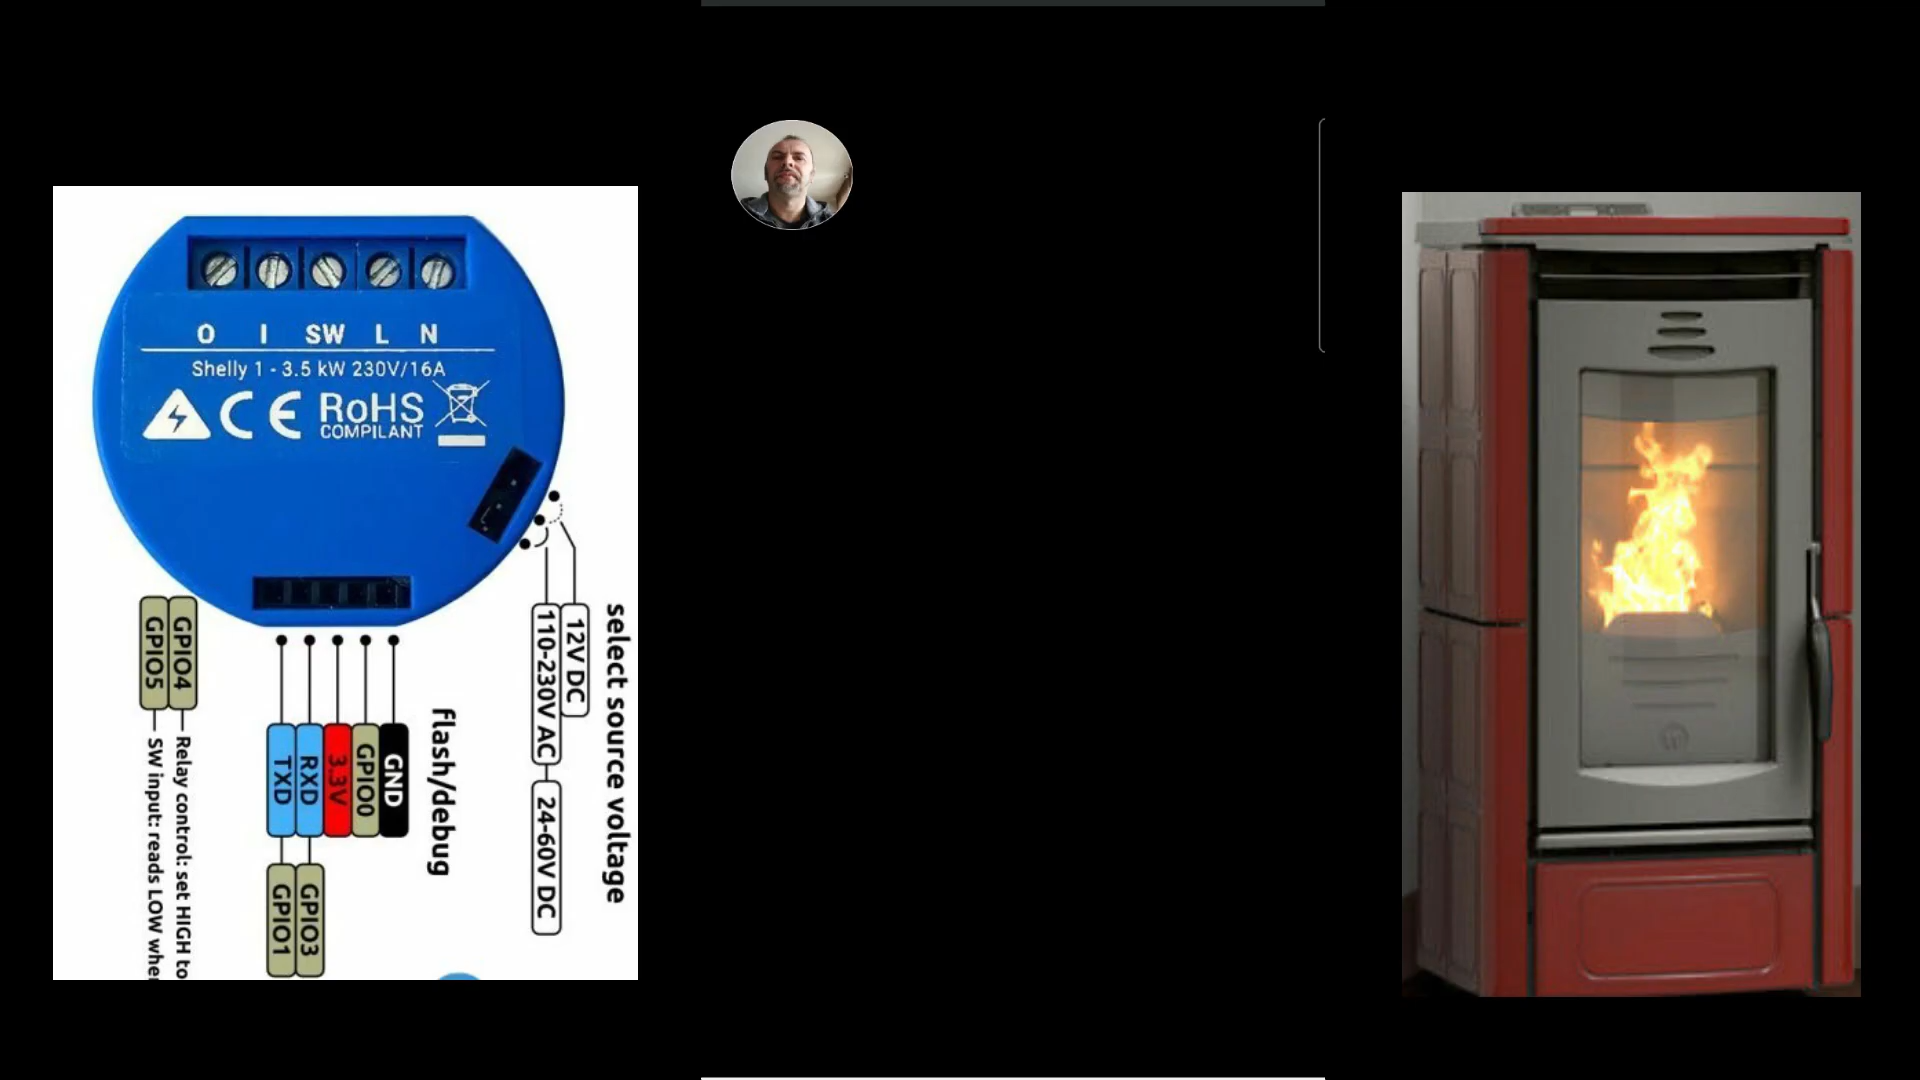 O I SW L N
Shelly 1 - 3.5 kW 230V/16A
CE RoHS
COMPILANT
select source voltage
12V DC
110-230V AC
24-60V DC
flash/debug
GND
GPIO0
3.3V
RXD
GPIO3
TXD
GPIO1
GPIO4
Relay control: set HIGH to
GPIO5
SW input: reads LOW whe